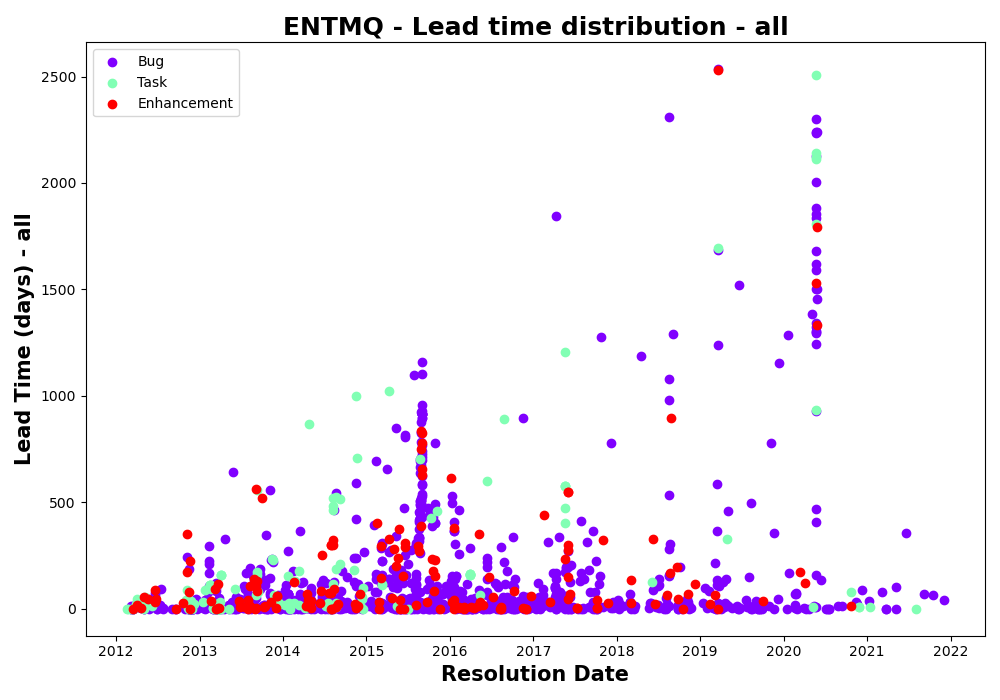 ENTMQ - Lead time distribution - all
Bug
Task
Enhancement
Lead Time (days) - all
2500
2000
1500
1000
500
0
2012 2013 2014 2015 2016 2017 2018 2019 2020 2021 2022
Resolution Date